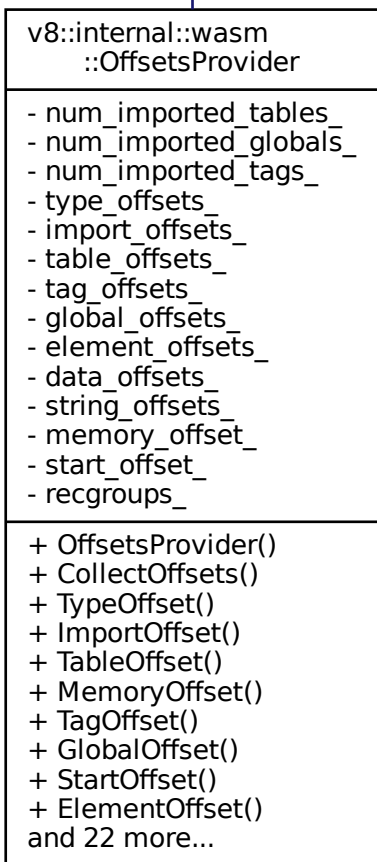 v8::internal::wasm
::OffsetsProvider
- num_imported_tables_
- num_imported_globals_
- num_imported_tags_
- type_offsets_
- import_offsets_
- table_offsets_
- tag_offsets_
- global_offsets_
- element_offsets_
- data_offsets_
- string_offsets_
- memory_offset_
- start_offset_
- recgroups_
+ OffsetsProvider()
+ CollectOffsets()
+ TypeOffset()
+ ImportOffset()
+ TableOffset()
+ MemoryOffset()
+ TagOffset()
+ GlobalOffset()
+ StartOffset()
+ ElementOffset()
and 22 more...